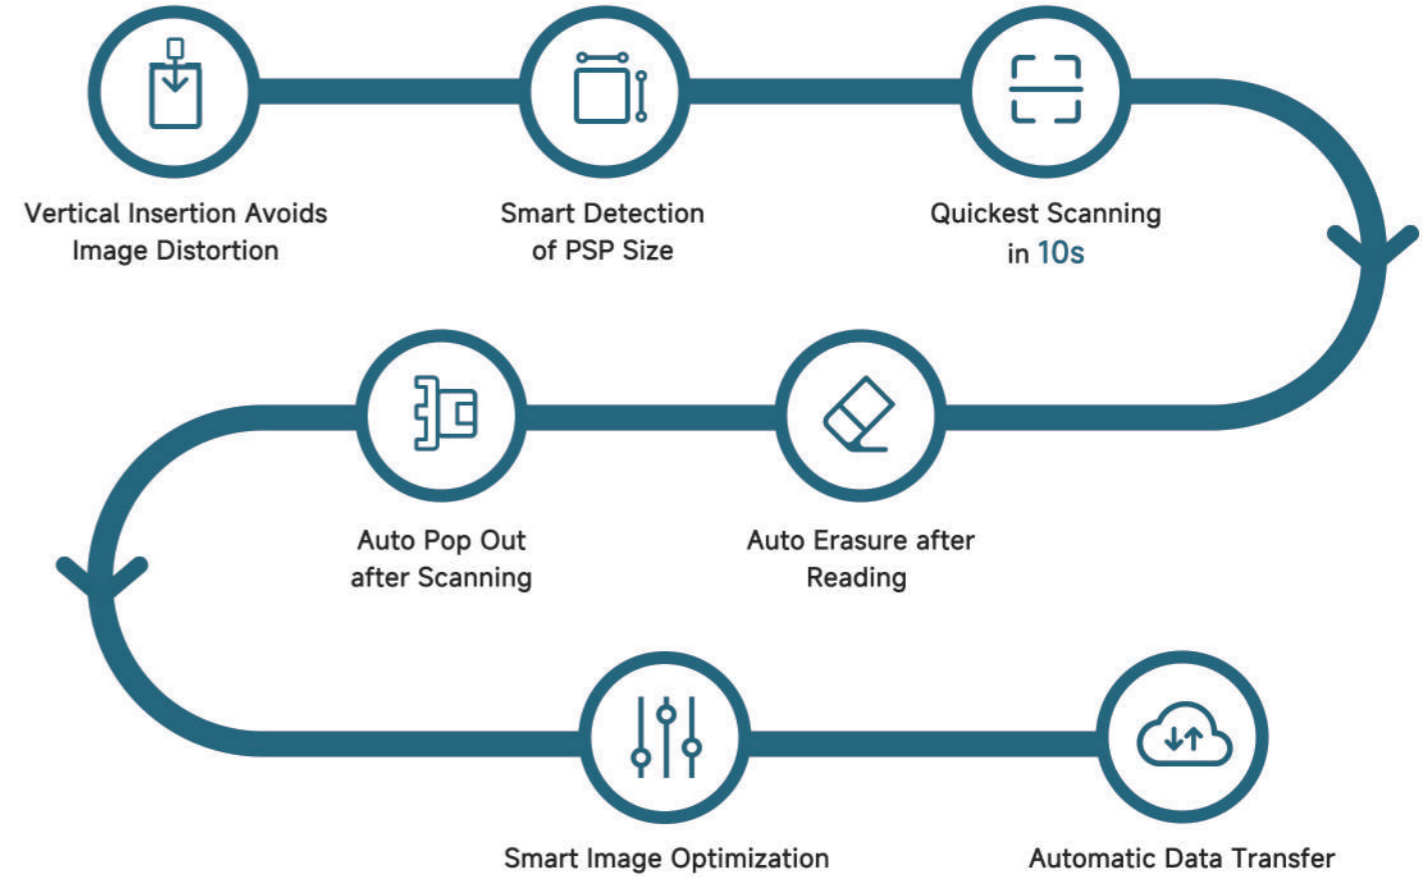 Vertical Insertion Avoids
Image Distortion
Smart Detection
of PSP Size
Quickest Scanning
in 10s
Auto Pop Out
after Scanning
Auto Erasure after
Reading
Smart Image Optimization
Automatic Data Transfer